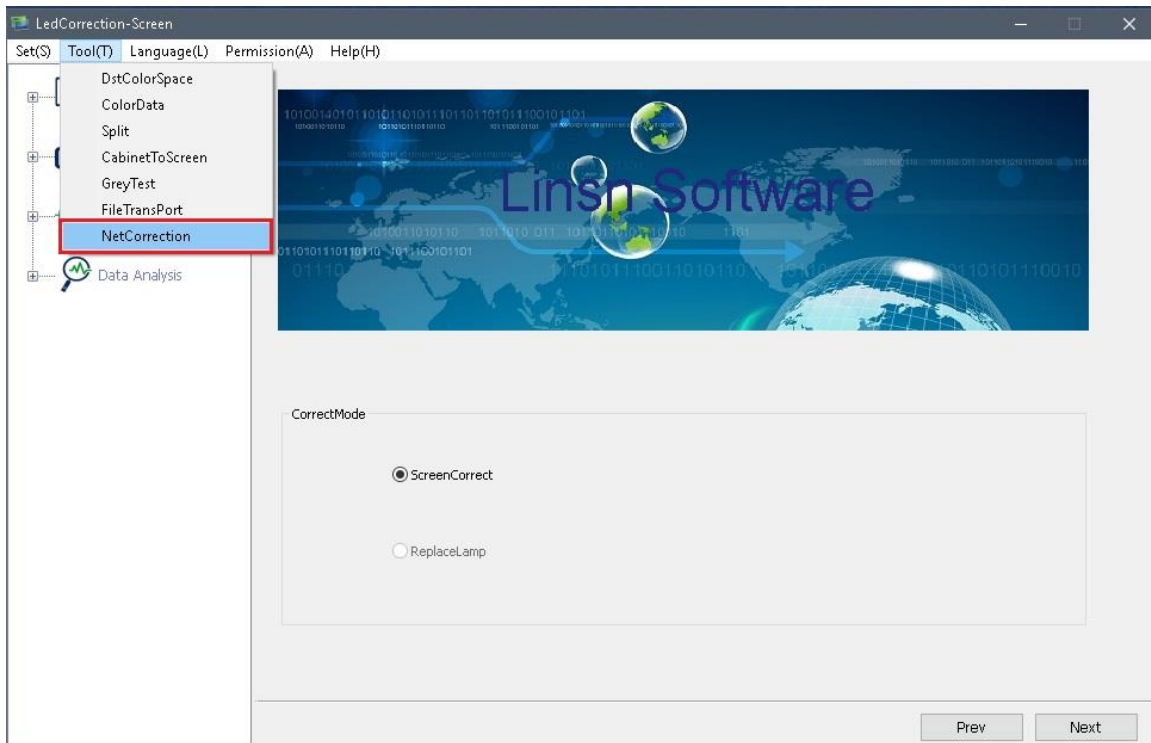 LedCorrection-Screen
Set(S) Tool(T) Language(L) Permission(A) Help(H)
DstColorSpace
ColorData
Split
CabinetToScreen
GreyTest
FileTransPort
NetCorrection
Data Analysis
Linsn Software
CorrectMode
ScreenCorrect
ReplaceLamp
Prev Next